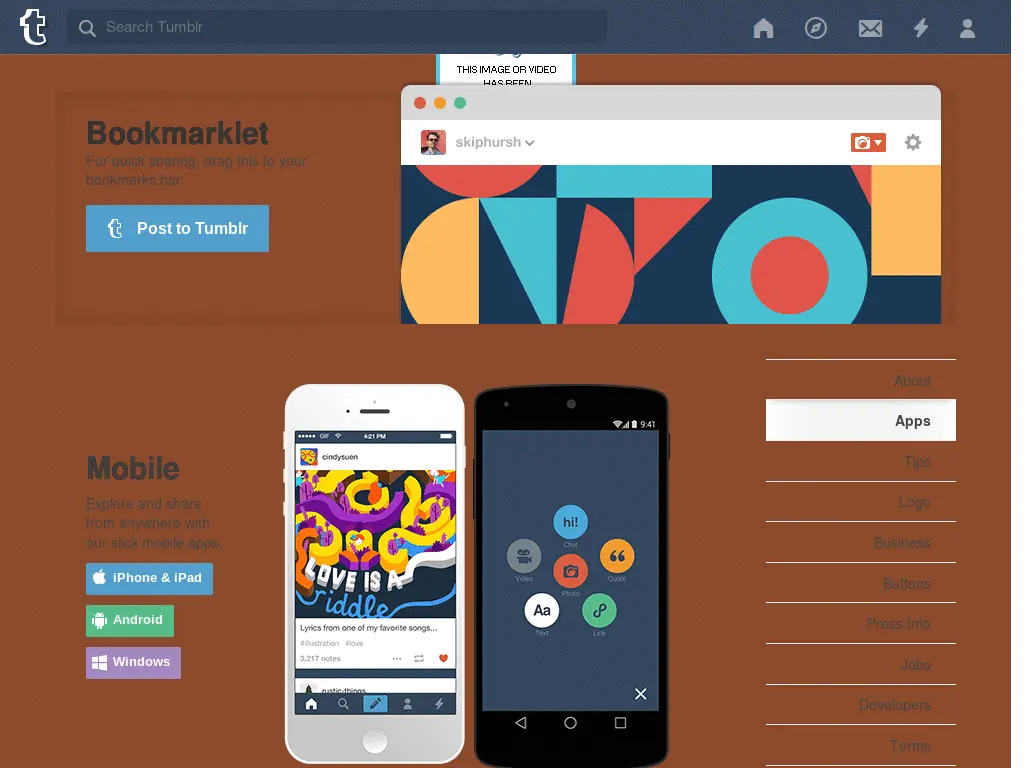 Search Tumblr
THIS IMAGE OR VIDEO
HAS BEEN
Bookmarklet
For quick sharing, drag this to your
bookmarks bar:
Post to Tumblr
skiphursh
Mobile
Explore and share
from anywhere with
our slick mobile apps.
iPhone & iPad
Android
Windows
GIF
4:21 PM
cindysuen
LOVE IS A
riddle
Lyrics from one of my favorite songs...
#illustration #love
3,217 notes
rustic-things
9:41
hi!
Chat
Video
Quote
Photo
Aa
Text
Link
About
Apps
Tips
Logo
Business
Buttons
Press Info
Jobs
Developers
Terms